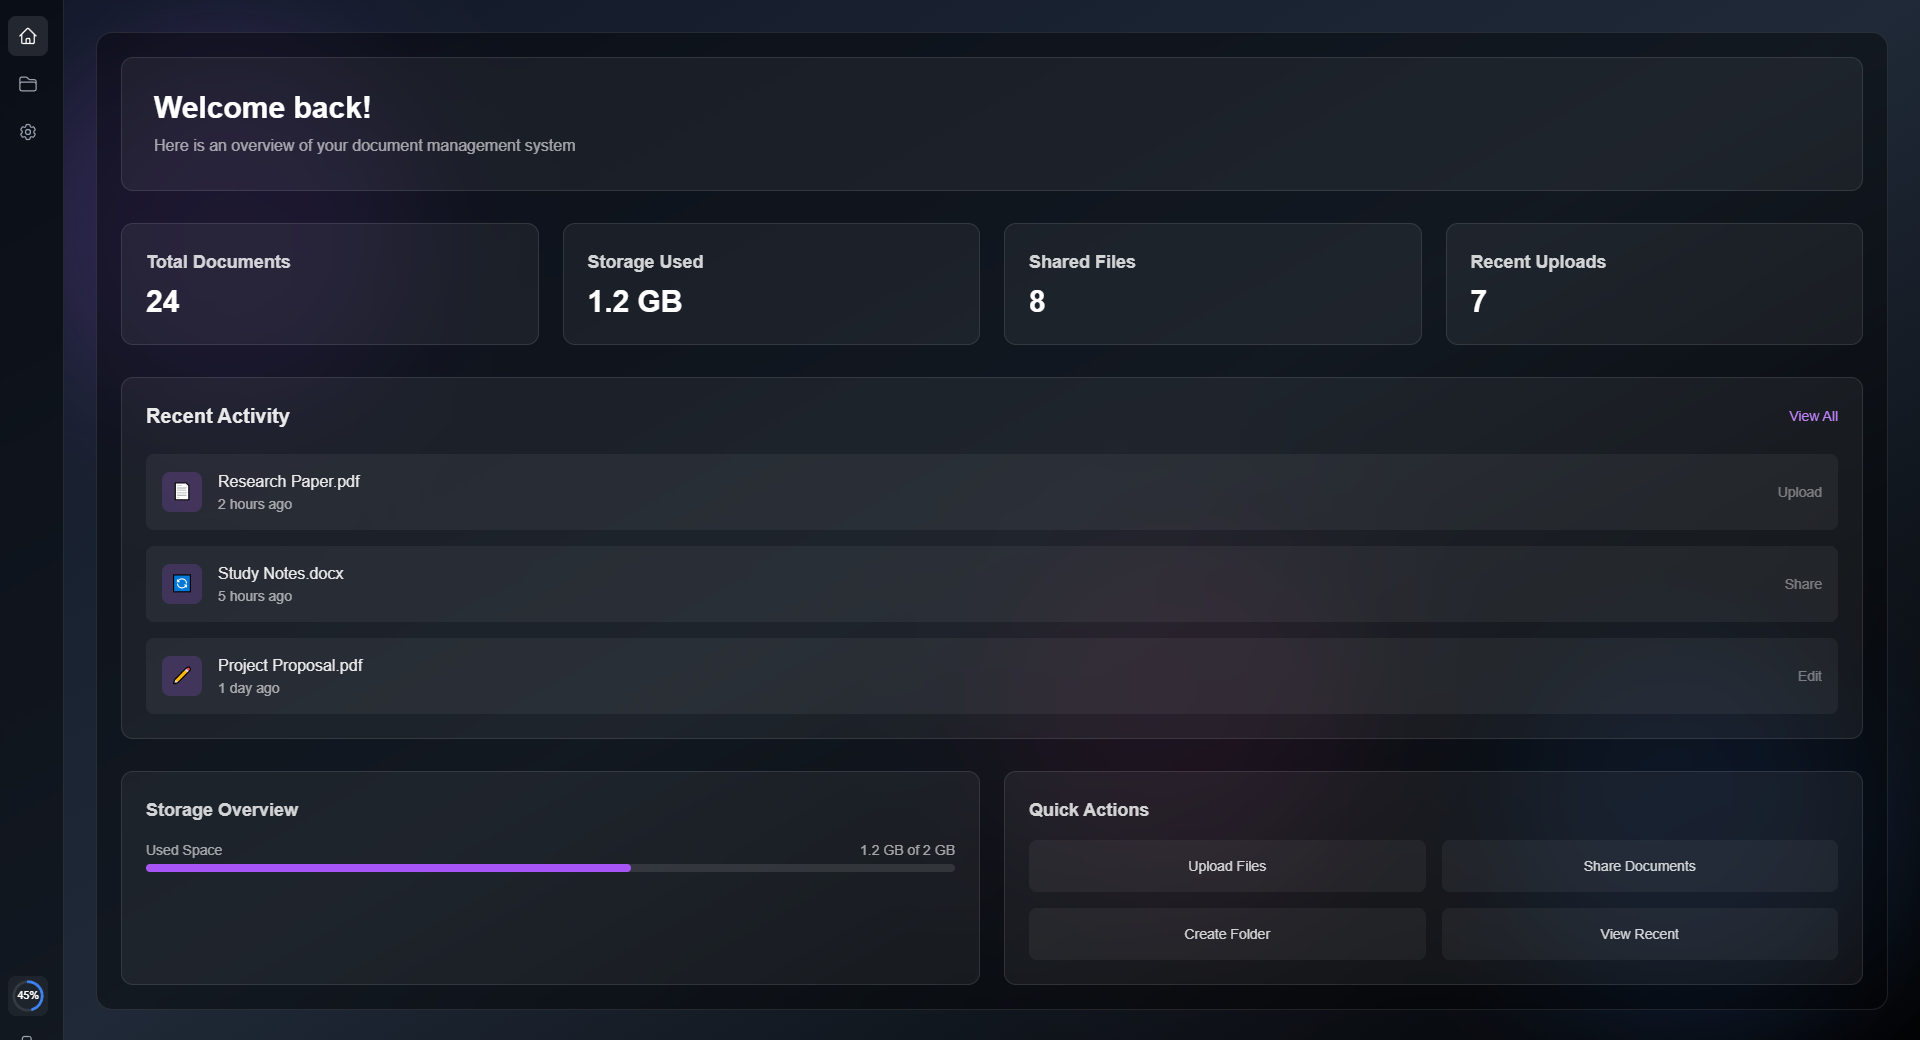 Welcome back!
Here is an overview of your document management system
Total Documents
24
Storage Used
1.2 GB
Shared Files
8
Recent Uploads
7
Recent Activity
View All
Research Paper.pdf
2 hours ago
Upload
Study Notes.docx
5 hours ago
Share
Project Proposal.pdf
1 day ago
Edit
Storage Overview
Used Space
1.2 GB of 2 GB
Quick Actions
Upload Files
Share Documents
Create Folder
View Recent
45%